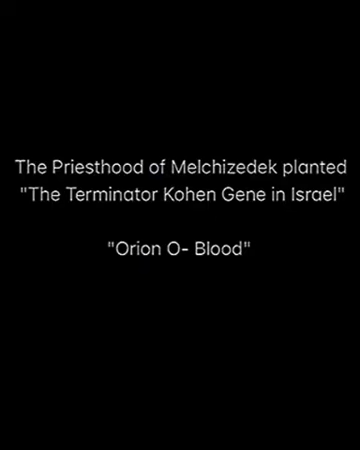 The Priesthood of Melchizedek planted
"The Terminator Kohen Gene in Israel"
"Orion O- Blood"